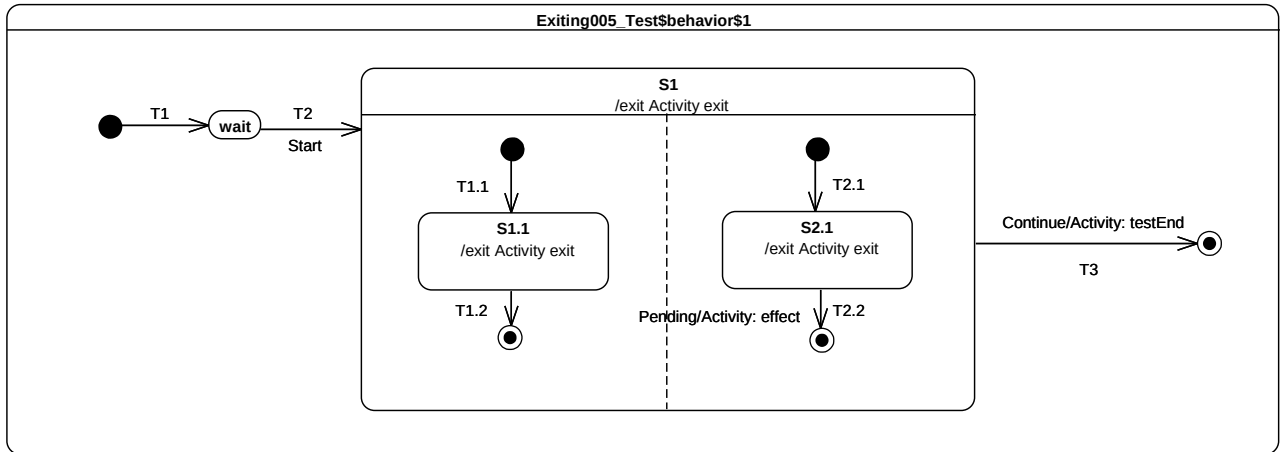 Exiting005_Test$behavior$1
S1
/exit Activity exit
T1
wait
T2
Start
T1.1
S1.1
/exit Activity exit
T1.2
T2.1
S2.1
/exit Activity exit
Pending/Activity: effect
T2.2
Continue/Activity: testEnd
T3